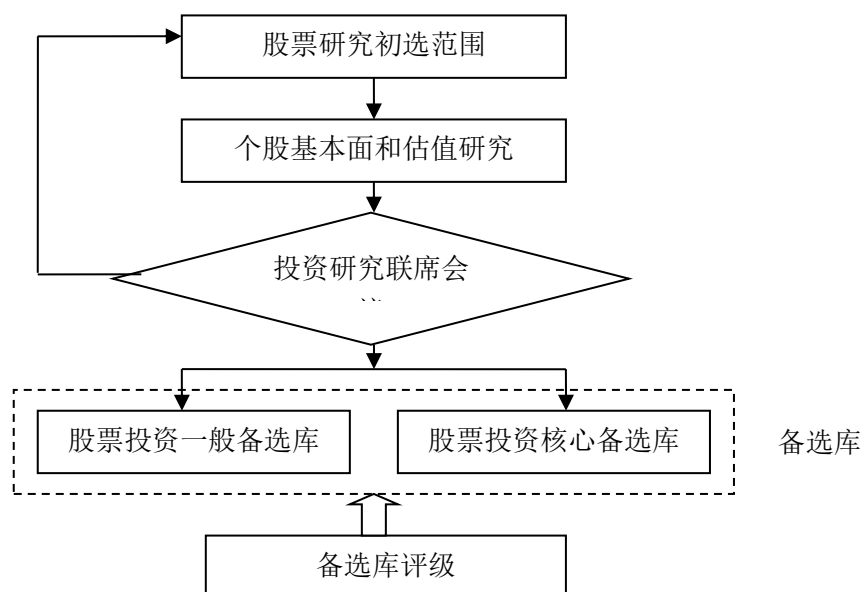 股票研究初选范围
个股基本面和估值研究
投资研究联席会
股票投资一般备选库
股票投资核心备选库
备选库
备选库评级